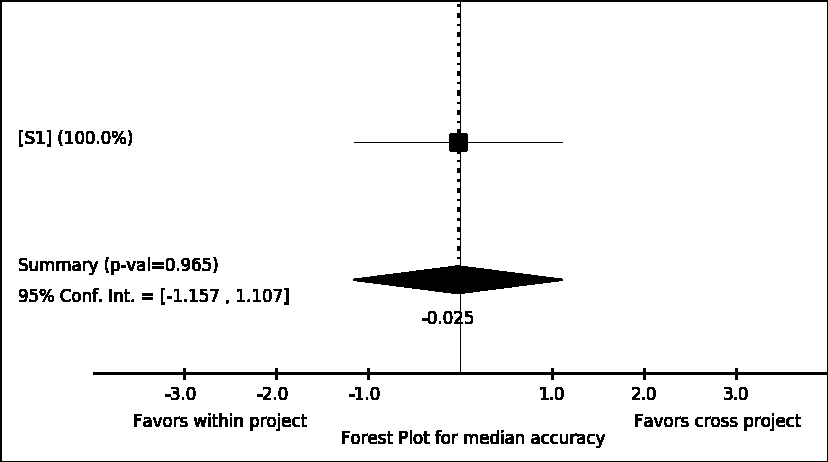 [S1] (100.0%)
Summary (p-val=0.965)
95% Conf. Int. = [-1.157 , 1.107]
-0.025
-3.0 -2.0 -1.0 1.0 2.0 3.0
Favors within project Favors cross project
Forest Plot for median accuracy